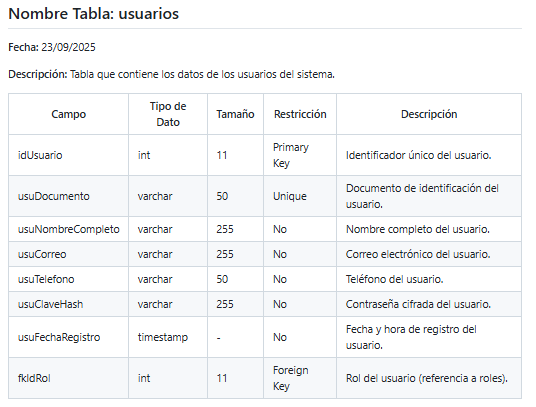 Nombre Tabla: usuarios
Fecha: 23/09/2025
Descripción: Tabla que contiene los datos de los usuarios del sistema.
Campo Tipo de Dato Tamaño Restricción Descripción
idUsuario int 11 Primary Key Identificador único del usuario.
usuDocumento varchar 50 Unique Documento de identificación del usuario.
usuNombreCompleto varchar 255 No Nombre completo del usuario.
usuCorreo varchar 255 No Correo electrónico del usuario.
usuTelefono varchar 50 No Teléfono del usuario.
usuClaveHash varchar 255 No Contraseña cifrada del usuario.
usuFechaRegistro timestamp - No Fecha y hora de registro del usuario.
fkIdRol int 11 Foreign Key Rol del usuario (referencia a roles).